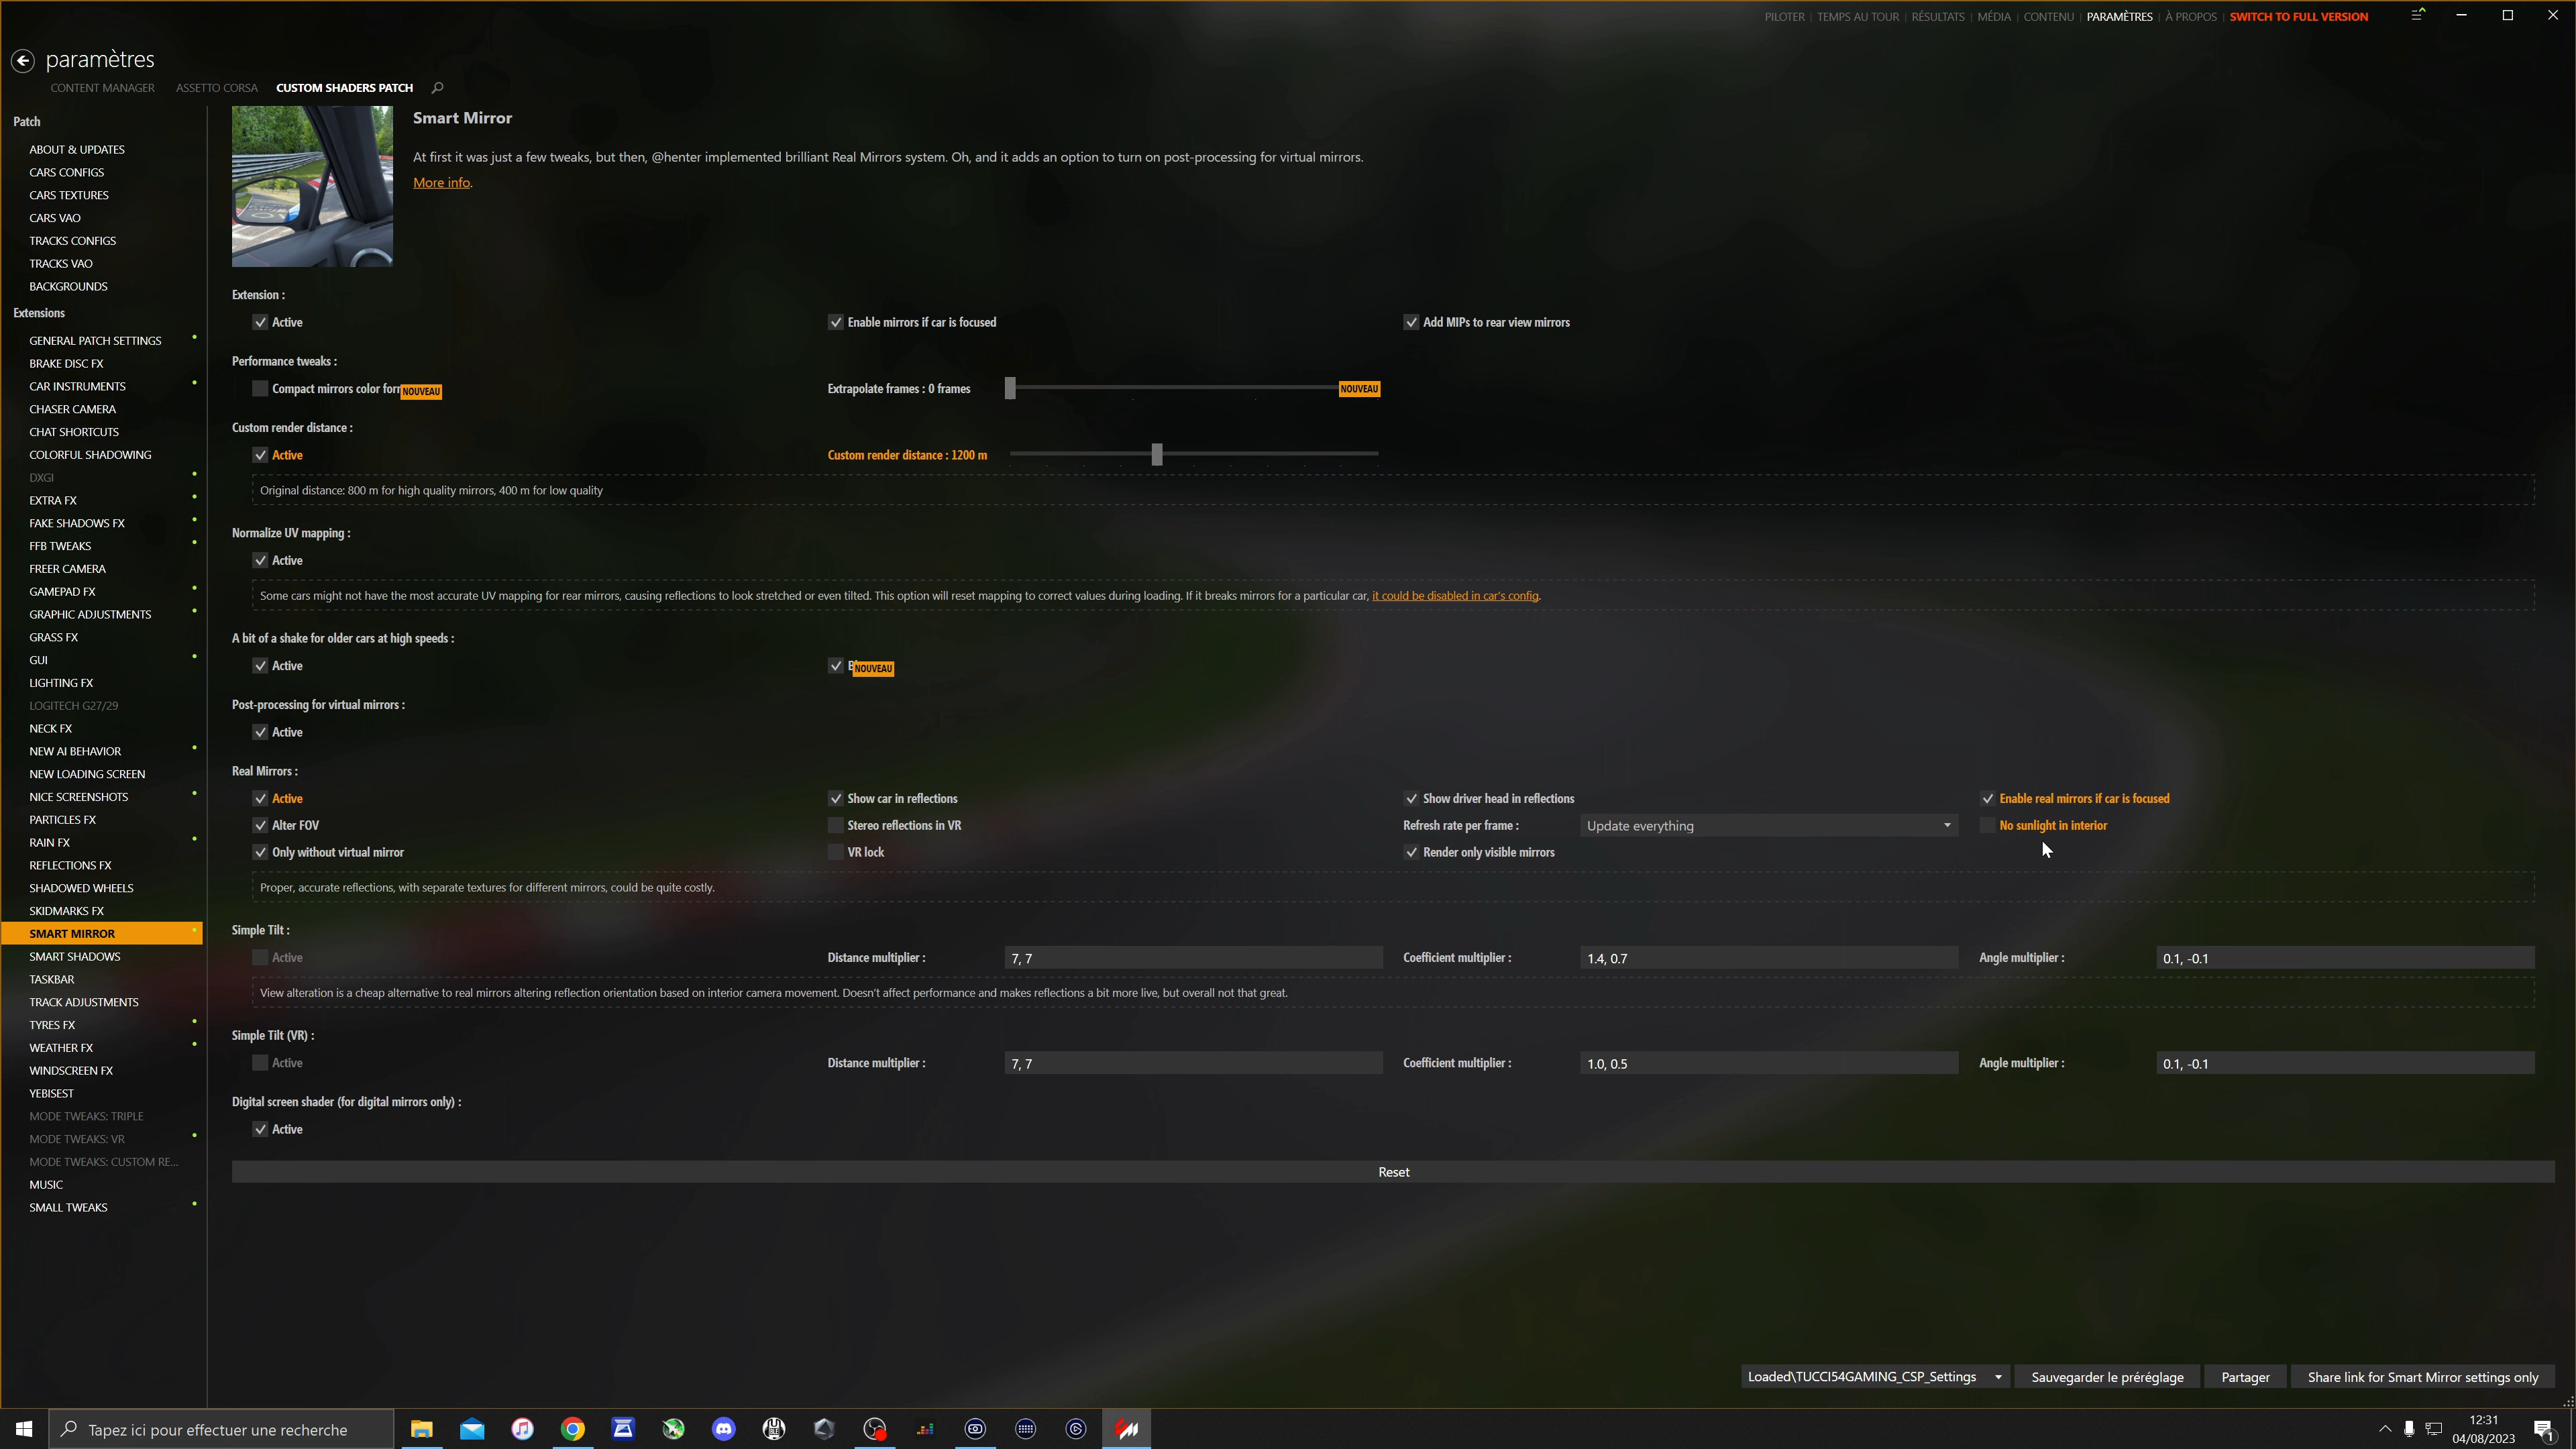 PILOTER | TEMPS AU TOUR | RÉSULTATS | MÉDIA | CONTENU | PARAMÈTRES | À PROPOS | SWITCH TO FULL VERSION
paramètres
CONTENT MANAGER ASSETTO CORSA CUSTOM SHADERS PATCH
Patch
ABOUT & UPDATES
CARS CONFIGS
CARS TEXTURES
CARS VAO
TRACKS CONFIGS
TRACKS VAO
BACKGROUNDS
Extensions
GENERAL PATCH SETTINGS
BRAKE DISC FX
CAR INSTRUMENTS
CHASER CAMERA
CHAT SHORTCUTS
COLORFUL SHADOWING
DXGI
EXTRA FX
FAKE SHADOWS FX
FFB TWEAKS
FREER CAMERA
GAMEPAD FX
GRAPHIC ADJUSTMENTS
GRASS FX
GUI
LIGHTING FX
LOGITECH G27/29
NECK FX
NEW AI BEHAVIOR
NEW LOADING SCREEN
NICE SCREENSHOTS
PARTICLES FX
RAIN FX
REFLECTIONS FX
SHADOWED WHEELS
SKIDMARKS FX
SMART MIRROR
SMART SHADOWS
TASKBAR
TRACK ADJUSTMENTS
TYRES FX
WEATHER FX
WINDSCREEN FX
YEBISEST
MODE TWEAKS: TRIPLE
MODE TWEAKS: VR
MODE TWEAKS: CUSTOM RE...
MUSIC
SMALL TWEAKS
Smart Mirror
At first it was just a few tweaks, but then, @henter implemented brilliant Real Mirrors system. Oh, and it adds an option to turn on post-processing for virtual mirrors.
More info.
Extension :
Active Enable mirrors if car is focused Add MIPs to rear view mirrors
Performance tweaks :
Compact mirrors color for NOUVEAU Extrapolate frames : 0 frames NOUVEAU
Custom render distance :
Active Custom render distance : 1200 m
Original distance: 800 m for high quality mirrors, 400 m for low quality
Normalize UV mapping :
Active
Some cars might not have the most accurate UV mapping for rear mirrors, causing reflections to look stretched or even tilted. This option will reset mapping to correct values during loading. If it breaks mirrors for a particular car, it could be disabled in car's config.
A bit of a shake for older cars at high speeds :
Active NOUVEAU
Post-processing for virtual mirrors :
Active
Real Mirrors :
Active Show car in reflections Show driver head in reflections Enable real mirrors if car is focused
Alter FOV Stereo reflections in VR Refresh rate per frame : Update everything No sunlight in interior
Only without virtual mirror VR lock Render only visible mirrors
Proper, accurate reflections, with separate textures for different mirrors, could be quite costly.
Simple Tilt :
Active Distance multiplier : 7, 7 Coefficient multiplier : 1.4, 0.7 Angle multiplier : 0.1, -0.1
View alteration is a cheap alternative to real mirrors altering reflection orientation based on interior camera movement. Doesn't affect performance and makes reflections a bit more live, but overall not that great.
Simple Tilt (VR) :
Active Distance multiplier : 7, 7 Coefficient multiplier : 1.0, 0.5 Angle multiplier : 0.1, -0.1
Digital screen shader (for digital mirrors only) :
Active
Reset
Loaded\TUCCI54GAMING_CSP_Settings Sauvegarder le préréglage Partager Share link for Smart Mirror settings only
Tapez ici pour effectuer une recherche
12:31
04/08/2023
1